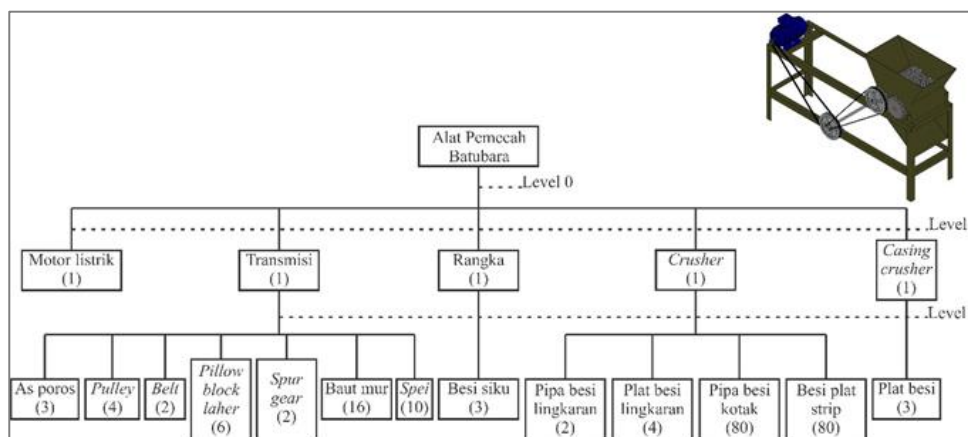 Alat Pemecah
Batubara
Level 0
Level
Motor listrik
(1)
Transmisi
(1)
Rangka
(1)
Crusher
(1)
Casing
crusher
(1)
Level
As poros
(3)
Pulley
(4)
Belt
(2)
Pillow
block
laher
(6)
Spur
gear
(2)
Baut mur
(16)
Spei
(10)
Besi siku
(3)
Pipa besi
lingkaran
(2)
Plat besi
lingkaran
(4)
Pipa besi
kotak
(80)
Besi plat
strip
(80)
Plat besi
(3)